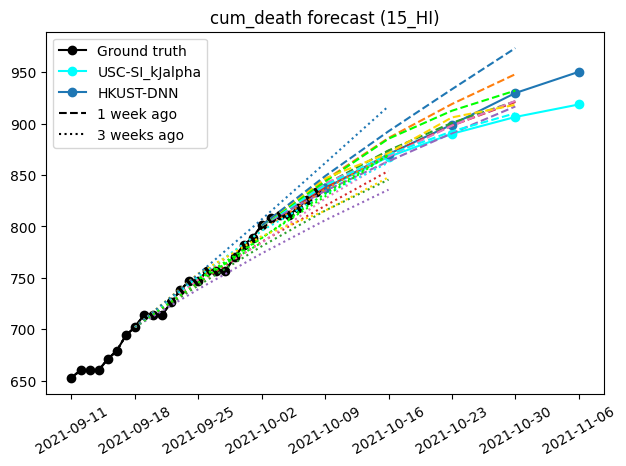 cum_death forecast (15_HI)
Ground truth
USC-SI_kJalpha
HKUST-DNN
1 week ago
3 weeks ago
950
900
850
800
750
700
650
2021-09-11
2021-09-18
2021-09-25
2021-10-02
2021-10-09
2021-10-16
2021-10-23
2021-10-30
2021-11-06